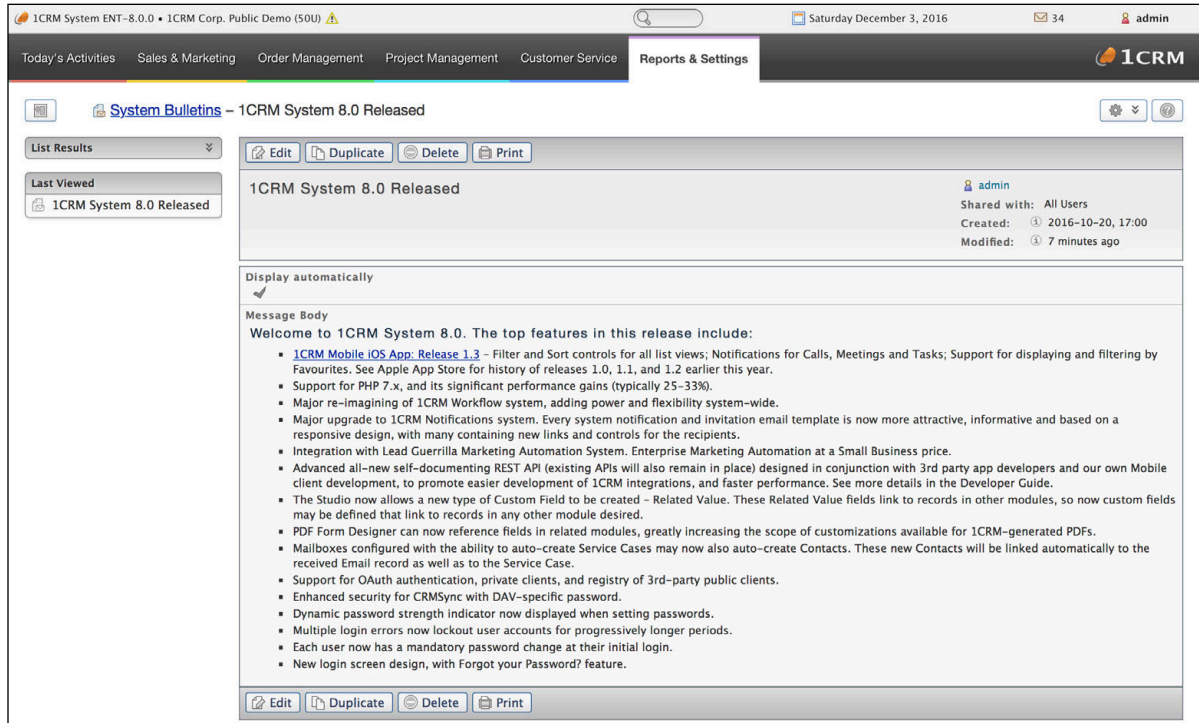 1CRM System ENT-8.0.0 • 1CRM Corp. Public Demo (50U)
Saturday December 3, 2016
34
admin
Today's Activities
Sales & Marketing
Order Management
Project Management
Customer Service
Reports & Settings
1CRM
System Bulletins – 1CRM System 8.0 Released
List Results
Last Viewed
1CRM System 8.0 Released
Edit
Duplicate
Delete
Print
1CRM System 8.0 Released
admin
Shared with: All Users
Created: 2016-10-20, 17:00
Modified: 7 minutes ago
Display automatically
Message Body
Welcome to 1CRM System 8.0. The top features in this release include:
▪ 1CRM Mobile iOS App: Release 1.3 – Filter and Sort controls for all list views; Notifications for Calls, Meetings and Tasks; Support for displaying and filtering by
Favourites. See Apple App Store for history of releases 1.0, 1.1, and 1.2 earlier this year.
▪ Support for PHP 7.x, and its significant performance gains (typically 25-33%).
▪ Major re-imagining of 1CRM Workflow system, adding power and flexibility system-wide.
▪ Major upgrade to 1CRM Notifications system. Every system notification and invitation email template is now more attractive, informative and based on a
responsive design, with many containing new links and controls for the recipients.
▪ Integration with Lead Guerrilla Marketing Automation System. Enterprise Marketing Automation at a Small Business price.
▪ Advanced all-new self-documenting REST API (existing APIs will also remain in place) designed in conjunction with 3rd party app developers and our own Mobile
client development, to promote easier development of 1CRM integrations, and faster performance. See more details in the Developer Guide.
▪ The Studio now allows a new type of Custom Field to be created – Related Value. These Related Value fields link to records in other modules, so now custom fields
may be defined that link to records in any other module desired.
▪ PDF Form Designer can now reference fields in related modules, greatly increasing the scope of customizations available for 1CRM-generated PDFs.
▪ Mailboxes configured with the ability to auto-create Service Cases may now also auto-create Contacts. These new Contacts will be linked automatically to the
received Email record as well as to the Service Case.
▪ Support for OAuth authentication, private clients, and registry of 3rd-party public clients.
▪ Enhanced security for CRMSync with DAV-specific password.
▪ Dynamic password strength indicator now displayed when setting passwords.
▪ Multiple login errors now lockout user accounts for progressively longer periods.
▪ Each user now has a mandatory password change at their initial login.
▪ New login screen design, with Forgot your Password? feature.
Edit
Duplicate
Delete
Print